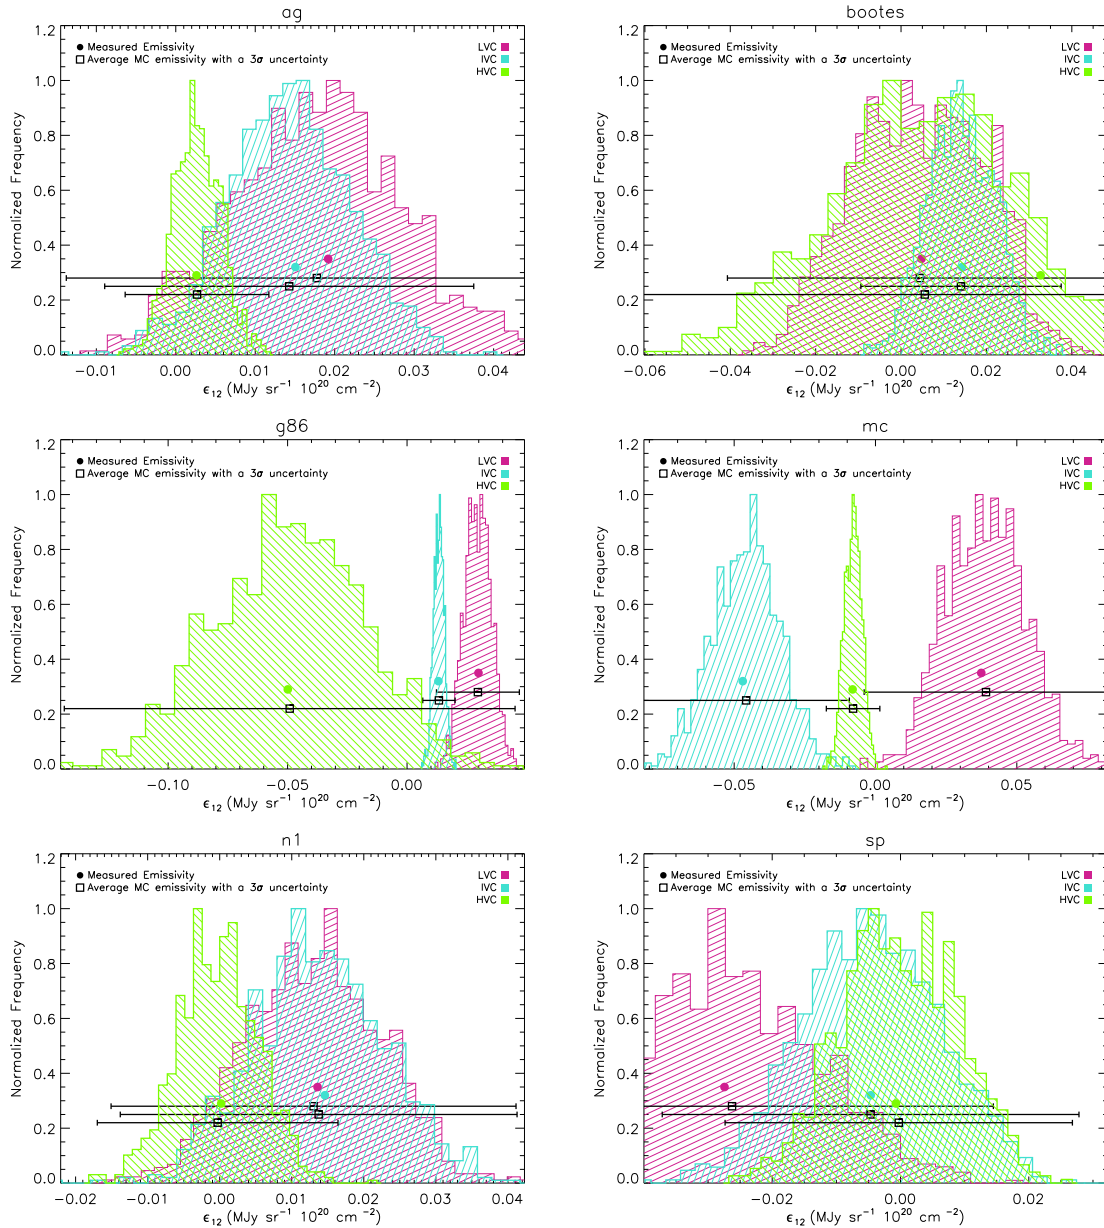 ag
1.2
1.0
0.8
0.6
0.4
0.2
0.0
Normalized Frequency
Measured Emissivity
Average MC emissivity with a 3σ uncertainty
LVC
IVC
HVC
−0.01 0.00 0.01 0.02 0.03 0.04
ϵ12 (MJy sr−1 1020 cm−2)
bootes
1.2
1.0
0.8
0.6
0.4
0.2
0.0
Normalized Frequency
Measured Emissivity
Average MC emissivity with a 3σ uncertainty
LVC
IVC
HVC
−0.06 −0.04 −0.02 0.00 0.02 0.04
ϵ12 (MJy sr−1 1020 cm−2)
g86
1.2
1.0
0.8
0.6
0.4
0.2
0.0
Normalized Frequency
Measured Emissivity
Average MC emissivity with a 3σ uncertainty
LVC
IVC
HVC
−0.10 −0.05 0.00
ϵ12 (MJy sr−1 1020 cm−2)
mc
1.2
1.0
0.8
0.6
0.4
0.2
0.0
Normalized Frequency
Measured Emissivity
Average MC emissivity with a 3σ uncertainty
LVC
IVC
HVC
−0.05 0.00 0.05
ϵ12 (MJy sr−1 1020 cm−2)
n1
1.2
1.0
0.8
0.6
0.4
0.2
0.0
Normalized Frequency
Measured Emissivity
Average MC emissivity with a 3σ uncertainty
LVC
IVC
HVC
−0.02 −0.01 0.00 0.01 0.02 0.03 0.04
ϵ12 (MJy sr−1 1020 cm−2)
sp
1.2
1.0
0.8
0.6
0.4
0.2
0.0
Normalized Frequency
Measured Emissivity
Average MC emissivity with a 3σ uncertainty
LVC
IVC
HVC
−0.02 0.00 0.02
ϵ12 (MJy sr−1 1020 cm−2)